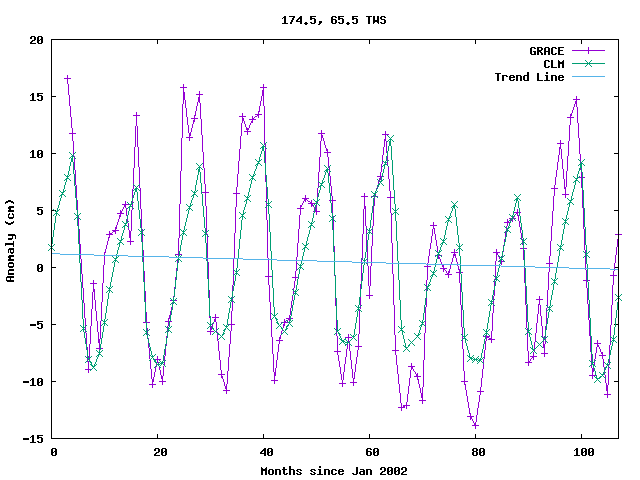 174.5, 65.5 TWS
GRACE
CLM
Trend Line
20
15
10
5
0
-5
-10
-15
Anomaly (cm)
0 20 40 60 80 100
Months since Jan 2002